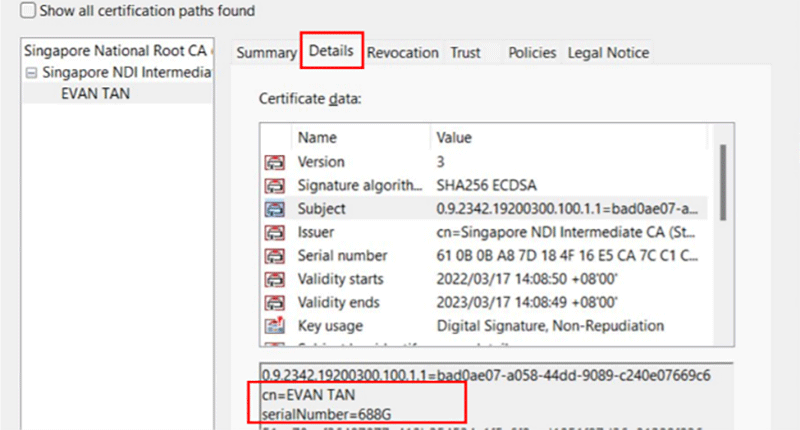 Show all certification paths found
Singapore National Root CA
Singapore NDI Intermedia
EVAN TAN
Summary Details Revocation Trust Policies Legal Notice
Certificate data:
Name Value
Version 3
Signature algorith... SHA256 ECDSA
Subject 0.9.2342.19200300.100.1.1=bad0ae07-a...
Issuer cn=Singapore NDI Intermediate CA (St...
Serial number 61 0B 0B A8 7D 18 4F 16 E5 CA 7C C1 C...
Validity starts 2022/03/17 14:08:50 +08'00'
Validity ends 2023/03/17 14:08:49 +08'00'
Key usage Digital Signature, Non-Repudiation
0.9.2342.19200300.100.1.1=bad0ae07-a058-44dd-9089-c240e07669c6
cn=EVAN TAN
serialNumber=688G